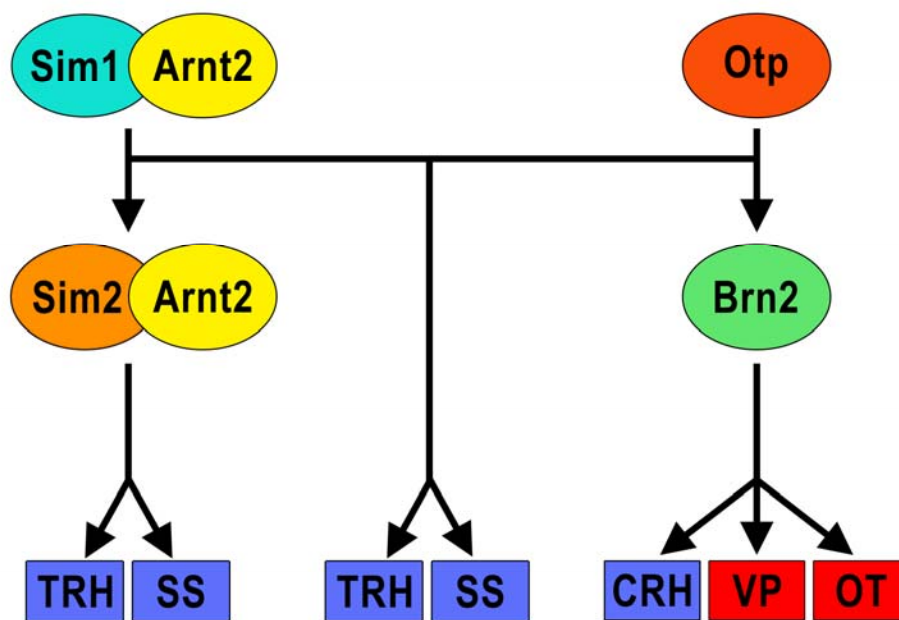 Sim1 Arnt2 Otp
Sim2 Arnt2 Brn2
TRH SS TRH SS CRH VP OT